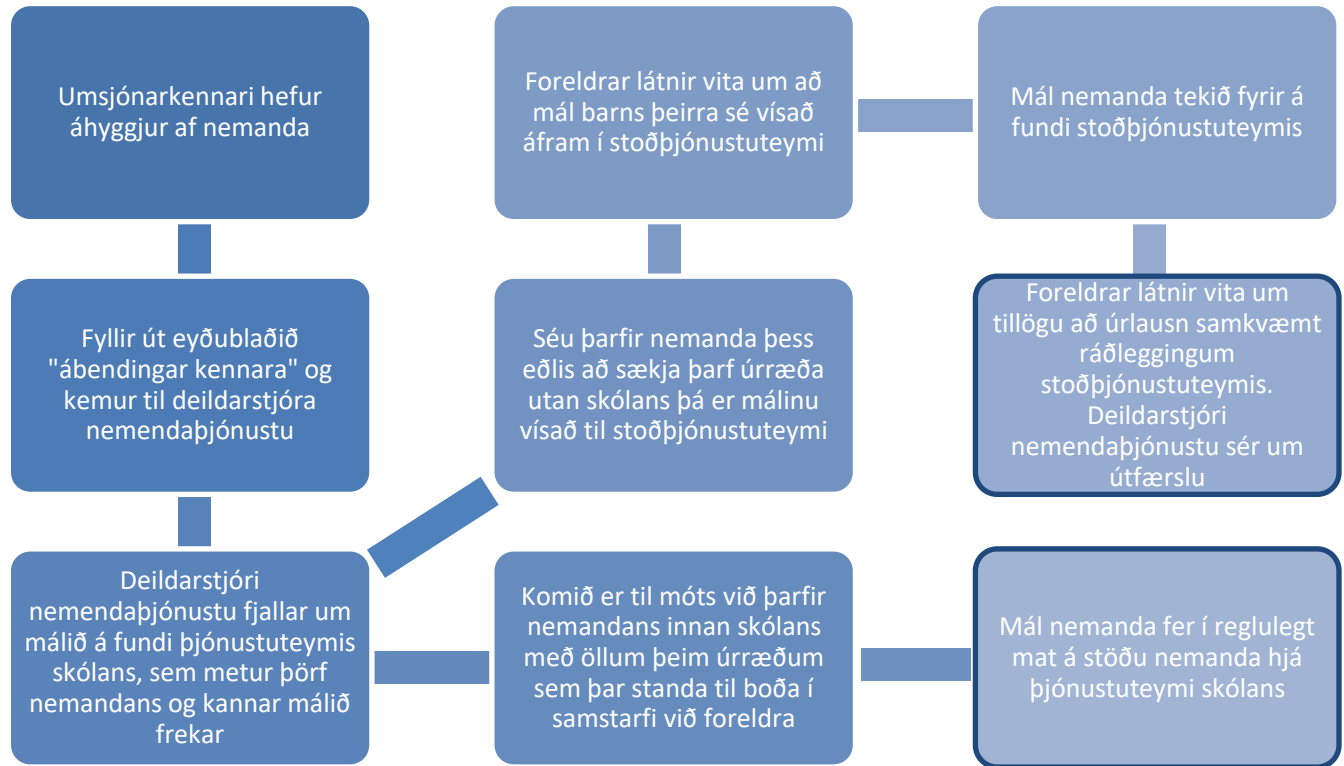 Umsjónarkennari hefur
áhyggjur af nemanda
Fyllir út eyðublaðið
"ábendingar kennara" og
kemur til deildarstjóra
nemendaþjónustu
Deildarstjóri
nemendaþjónustu fjallar um
málið á fundi þjónustuteymis
skólans, sem metur þörf
nemandans og kannar málið
frekar
Komið er til móts við þarfir
nemandans innan skólans
með öllum þeim úrræðum
sem þar standa til boða í
samstarfi við foreldra
Mál nemanda fer í reglulegt
mat á stöðu nemanda hjá
þjónustuteymi skólans
Séu þarfir nemanda þess
eðlis að sækja þarf úrræða
utan skólans þá er málinu
vísað til stoðþjónustuteymi
Foreldrar látnir vita um að
mál barns þeirra sé vísað
áfram í stoðþjónustuteymi
Mál nemanda tekið fyrir á
fundi stoðþjónustuteymis
Foreldrar látnir vita um
tillögu að úrlausn samkvæmt
ráðleggingum
stoðþjónustuteymis.
Deildarstjóri
nemendaþjónustu sér um
útfærslu